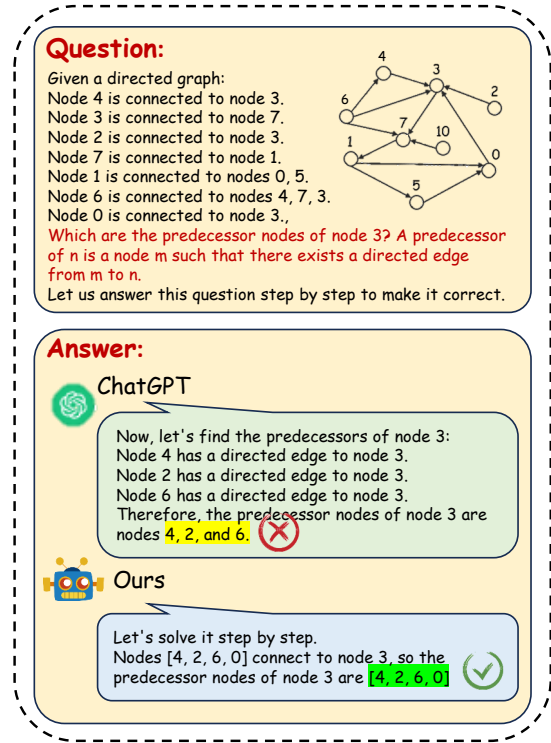 Question:
Given a directed graph:
Node 4 is connected to node 3.
Node 3 is connected to node 7.
Node 2 is connected to node 3.
Node 7 is connected to node 1.
Node 1 is connected to nodes 0, 5.
Node 6 is connected to nodes 4, 7, 3.
Node 0 is connected to node 3.,
4
3
2
6
7
10
1
0
5
Which are the predecessor nodes of node 3? A predecessor
of n is a node m such that there exists a directed edge
from m to n.
Let us answer this question step by step to make it correct.
Answer:
ChatGPT
Now, let's find the predecessors of node 3:
Node 4 has a directed edge to node 3.
Node 2 has a directed edge to node 3.
Node 6 has a directed edge to node 3.
Therefore, the predecessor nodes of node 3 are
nodes 4, 2, and 6.
Ours
Let's solve it step by step.
Nodes [4, 2, 6, 0] connect to node 3, so the
predecessor nodes of node 3 are [4, 2, 6, 0]